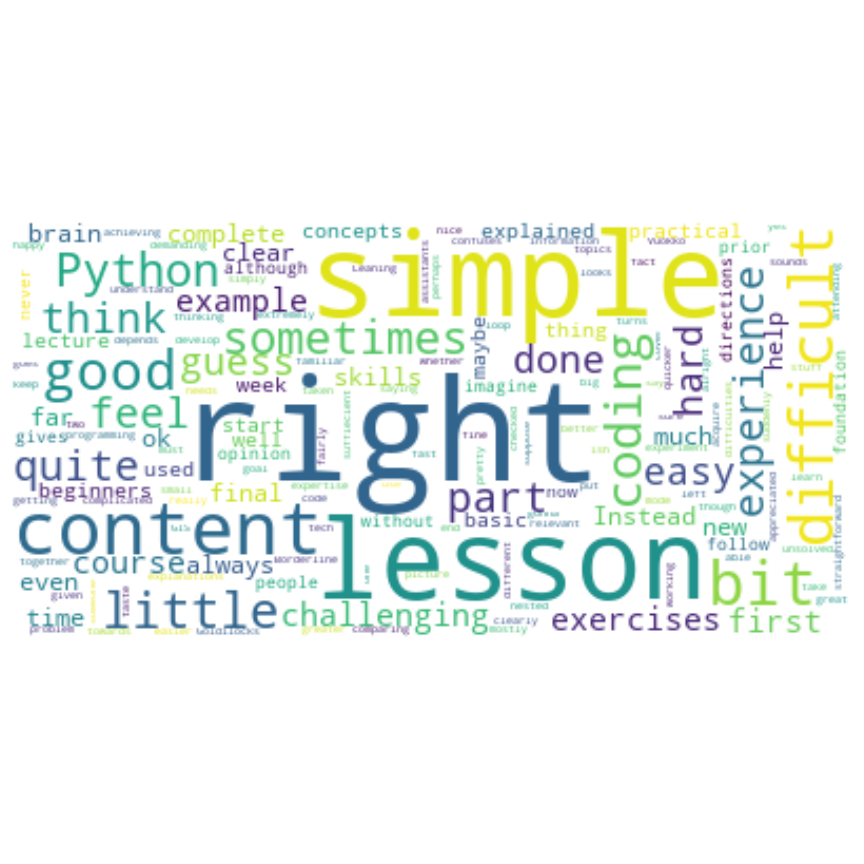 brain achieving complete concepts nice explained practical yes
happy demanding clear assistants confuses information topics prior
Python although Leaning simple perhaps looks fact sounds
never understand simply difficult attending
think example extremely loop thing turns directions
lecture thinking depends develop sometimes maybe hard quicker help
good guess familiar whether done experience stuff
keep week needs taken skills saying imagine big coding alright
far two feel start sufficient right checked better much foundation
gives programming ok well opinion fairly fine pretty ish experiment difficulties suddenly
quite used goal fast easy acquire learn
beginners small final expertise part now put mode left though appreciated
getting complicated really code
content tech without end basic relevant Instead new straightforward
together course always Borderline lesson different follow able unsolved
even explanations people picture working bit take
given taste great
time little challenging nested exercises first
problem towards easier Goldilocks greater comparing mostly clearly